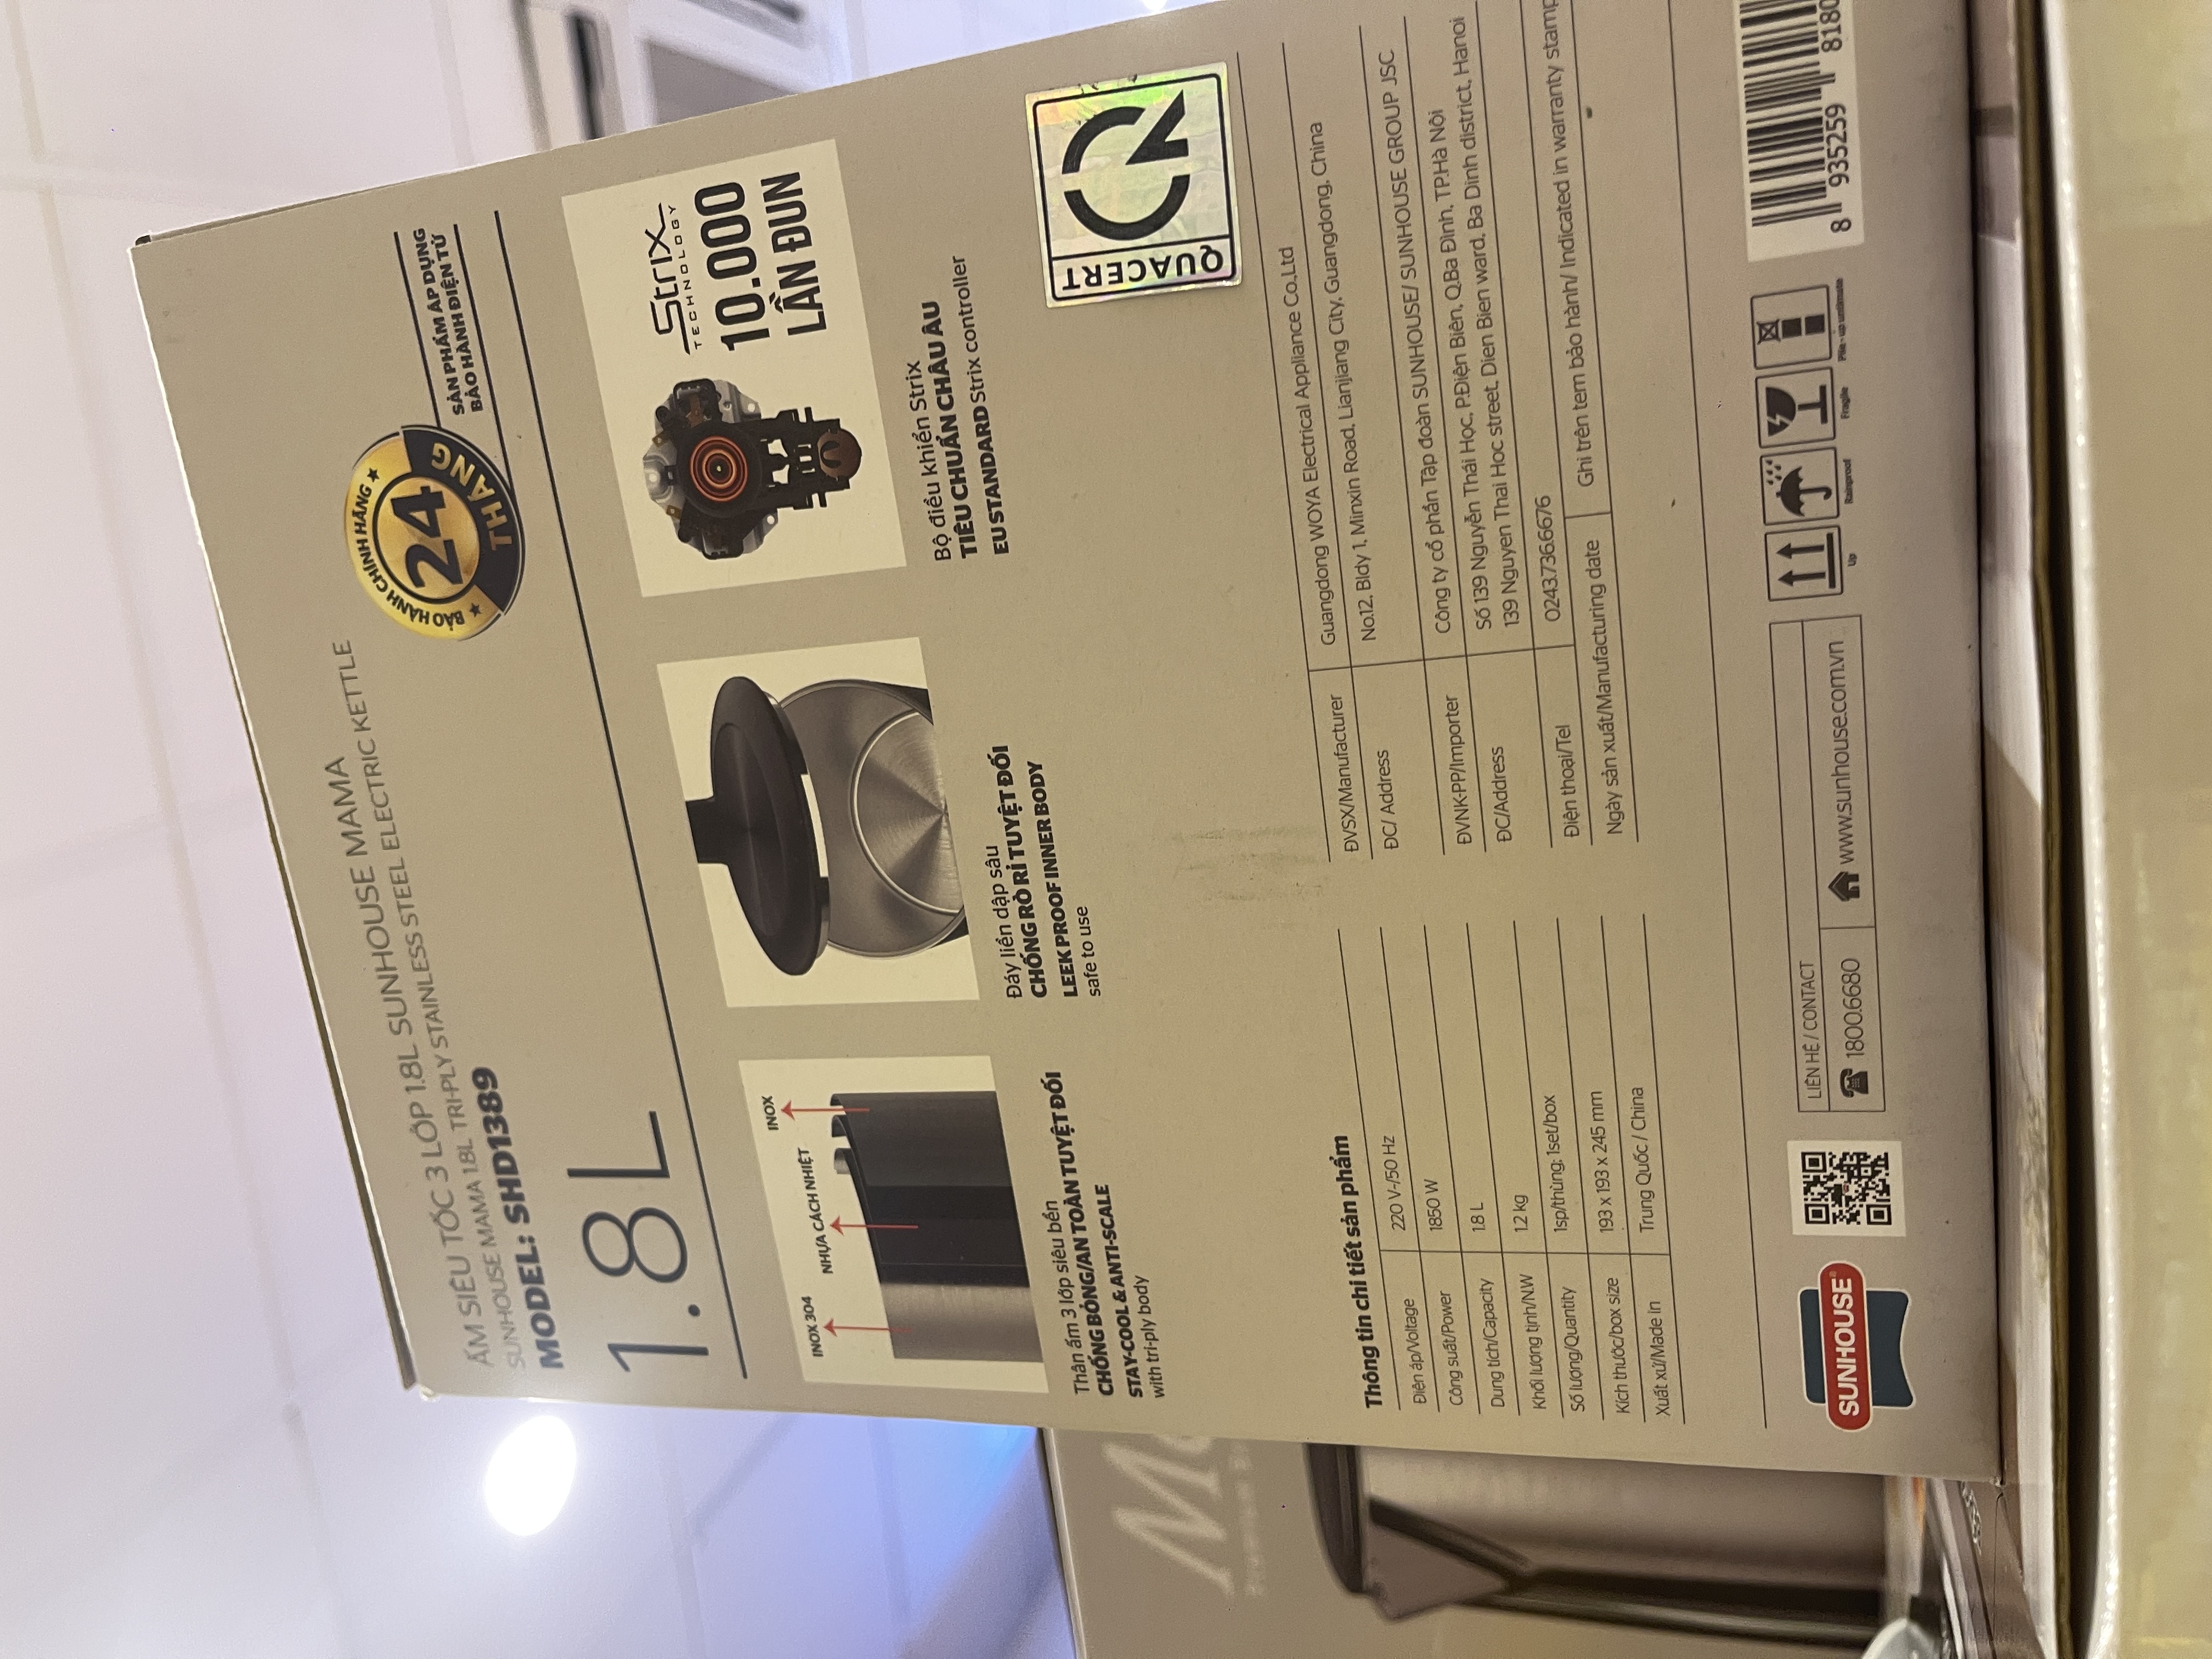 ẤM SIÊU TỐC 3 LỚP 1.8L SUNHOUSE MAMA
SUNHOUSE MAMA 1.8L TRI-PLY STAINLESS STEEL ELECTRIC KETTLE
MODEL: SHD1389
1.8L
BẢO HÀNH CHÍNH HÃNG
24
THÁNG
SẢN PHẨM ÁP DỤNG
BẢO HÀNH ĐIỆN TỬ
INOX 304
NHỰA CÁCH NHIỆT
INOX
Thân ấm 3 lớp siêu bền
CHỐNG BỎNG/AN TOÀN TUYỆT ĐỐI
STAY-COOL & ANTI-SCALE
with tri-ply body
Đáy liền dập sâu
CHỐNG RÒ RỈ TUYỆT ĐỐI
LEEK PROOF INNER BODY
safe to use
Strix
TECHNOLOGY
10.000
LẦN ĐUN
Bộ điều khiển Strix
TIÊU CHUẨN CHÂU ÂU
EU STANDARD Strix controller
QUACERT
Thông tin chi tiết sản phẩm
Điện áp/Voltage 220 V~/50 Hz
Công suất/Power 1850 W
Dung tích/Capacity 1.8 L
Khối lượng tịnh/N.W 1.2 kg
Số lượng/Quantity 1sp/thùng; 1set/box
Kích thước/box size 193 x 193 x 245 mm
Xuất xứ/Made in Trung Quốc / China
ĐVSX/Manufacturer Guangdong WOYA Electrical Appliance Co.,Ltd
ĐC/ Address No.12, Bldy 1, Minxin Road, Lianjiang City, Guangdong, China
ĐVNK-PP/Importer Công ty cổ phần Tập đoàn SUNHOUSE/ SUNHOUSE GROUP JSC
ĐC/Address Số 139 Nguyễn Thái Học, P.Điện Biên, Q.Ba Đình, TP.Hà Nội
139 Nguyen Thai Hoc street, Dien Bien ward, Ba Dinh district, Hanoi
Điện thoại/Tel 0243.736.6676
Ngày sản xuất/Manufacturing date Ghi trên tem bảo hành/ Indicated in warranty stamp
SUNHOUSE
LIÊN HỆ / CONTACT
1800.6680
www.sunhouse.com.vn
Up
Rainproof
Fragile
Pile - up untimate
8 935259 8180